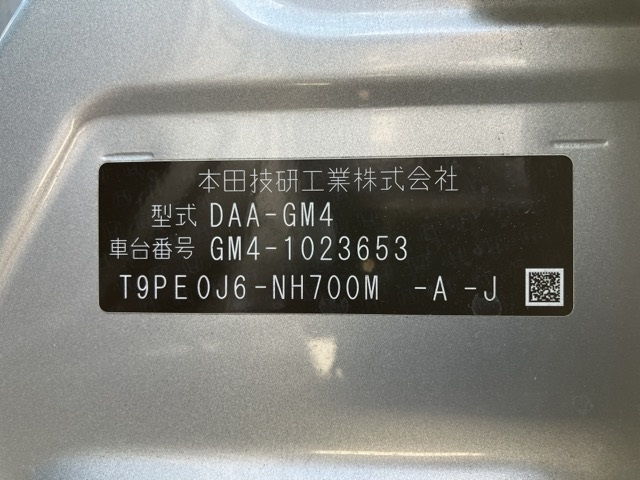 本田技研工業株式会社
型式 DAA-GM4
車台番号 GM4-1023653
T9PE0J6-NH700M -A -J